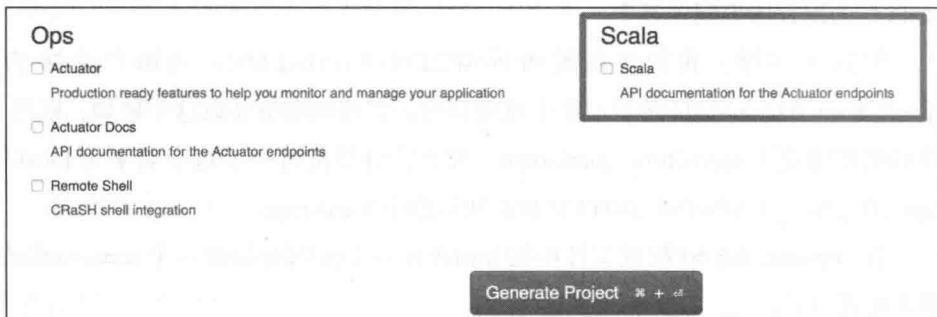 Ops
Actuator
Production ready features to help you monitor and manage your application
Actuator Docs
API documentation for the Actuator endpoints
Remote Shell
CRaSH shell integration
Scala
Scala
API documentation for the Actuator endpoints
Generate Project ⌘ + ⏎